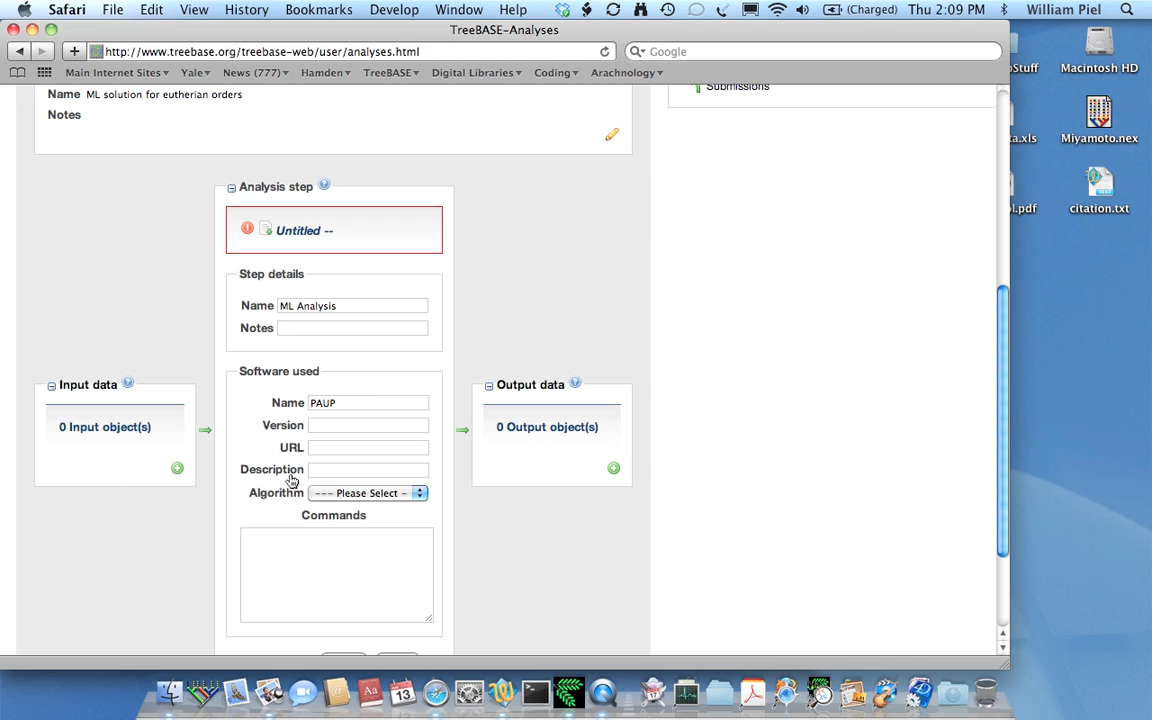 Safari File Edit View History Bookmarks Develop Window Help (Charged) Thu 2:09 PM William Piel
TreeBASE-Analyses
http://www.treebase.org/treebase-web/user/analyses.html
Google
Main Internet Sites Yale News (777) Hamden TreeBASE Digital Libraries Coding Arachnology
Macintosh HD
Miyamoto.nex
citation.txt
Submissions
Name ML solution for eutherian orders
Notes
Analysis step
Untitled --
Step details
Name ML Analysis
Notes
Software used
Name PAUP
Version
URL
Description
Algorithm --- Please Select -
Commands
Input data
0 Input object(s)
Output data
0 Output object(s)